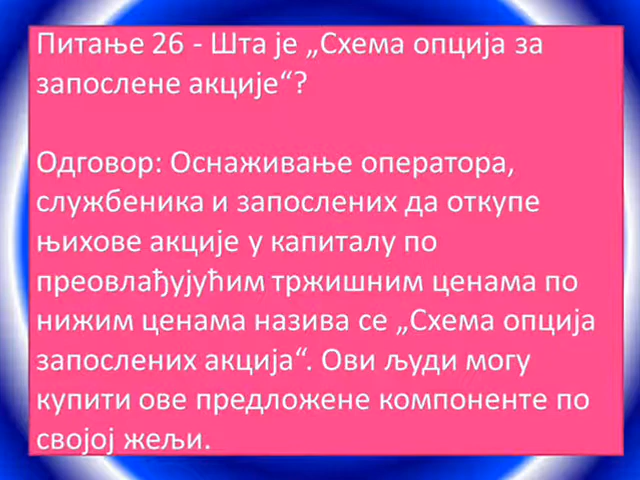 Питање 26 - Шта је „Схема опција за
запослене акције“?
Одговор: Оснаживање оператора,
службеника и запослених да откупе
њихове акције у капиталу по
преовлађујућим тржишним ценама по
нижим ценама назива се „Схема опција
запослених акција“. Ови људи могу
купити ове предложене компоненте по
својој жељи.